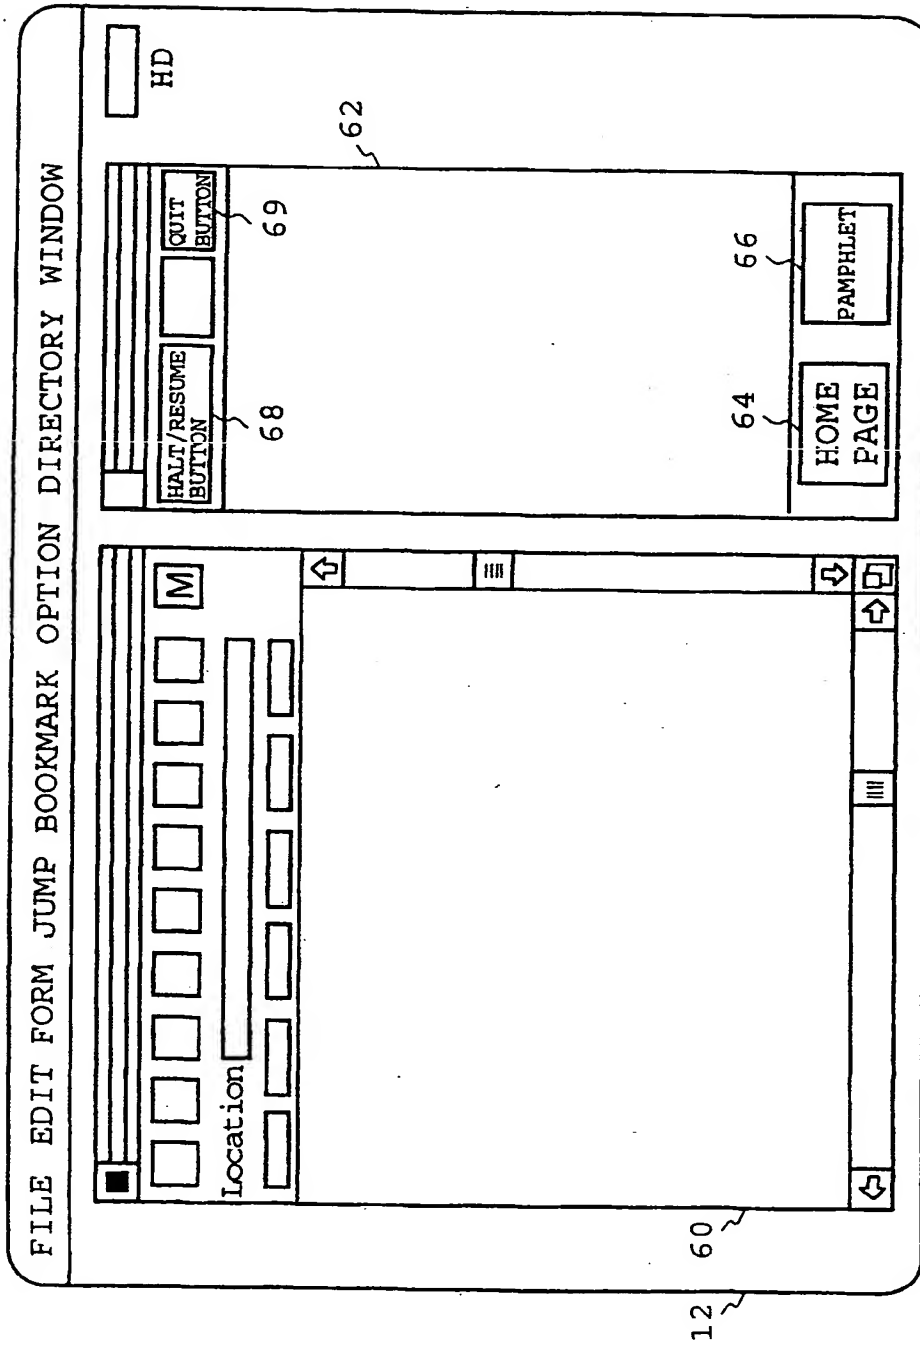 FILE EDIT FORM JUMP BOOKMARK OPTION DIRECTORY WINDOW
HD
M
Location
HALT/RESUME
BUTTON
QUIT
BUTTON
68
69
62
64
66
HOME
PAGE
PAMPHLET
60
12